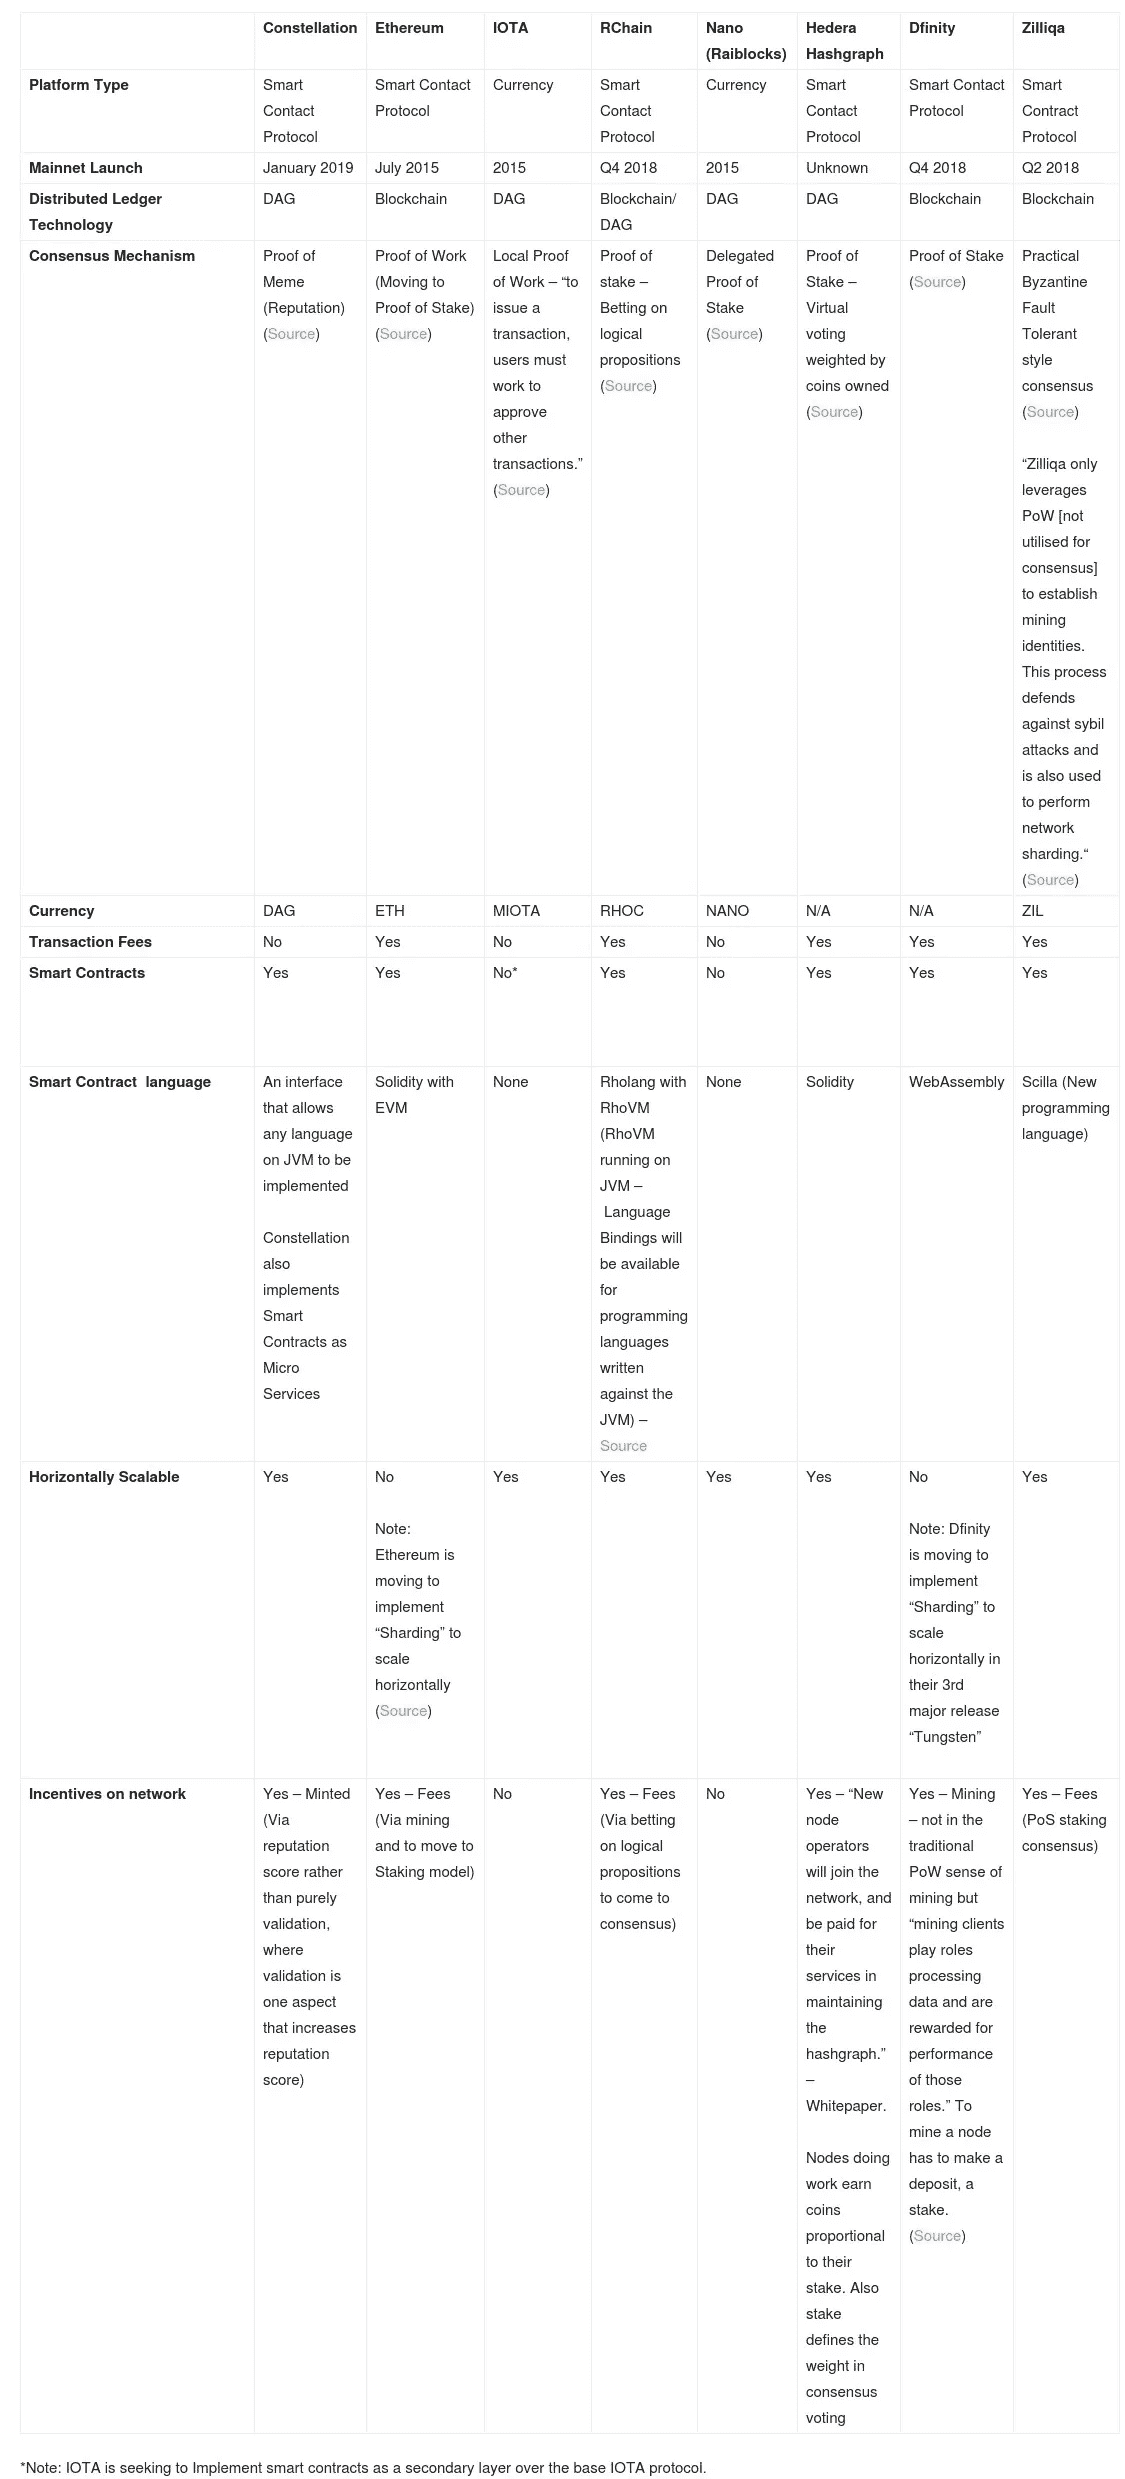 Constellation Ethereum IOTA RChain Nano (Raiblocks) Hedera Hashgraph Dfinity Zilliqa
Platform Type
Smart
Contact
Protocol
Smart Contact
Protocol
Currency
Smart
Contact
Protocol
Currency
Smart
Contact
Protocol
Smart Contact
Protocol
Smart
Contract
Protocol
Mainnet Launch January 2019 July 2015 2015 Q4 2018 2015 Unknown Q4 2018 Q2 2018
Distributed Ledger
Technology
DAG
Blockchain
DAG
Blockchain/
DAG
DAG
DAG
Blockchain
Blockchain
Consensus Mechanism
Proof of
Meme
(Reputation)
(Source)
Proof of Work
(Moving to
Proof of Stake)
(Source)
Local Proof
of Work – “to
issue a
transaction,
users must
work to
approve
other
transactions.”
(Source)
Proof of
stake –
Betting on
logical
propositions
(Source)
Delegated
Proof of
Stake
(Source)
Proof of
Stake –
Virtual
voting
weighted by
coins owned
(Source)
Proof of Stake
(Source)
Practical
Byzantine
Fault
Tolerant
style
consensus
(Source)
“Zilliqa only
leverages
PoW [not
utilised for
consensus]
to establish
mining
identities.
This process
defends
against sybil
attacks and
is also used
to perform
network
sharding.“
(Source)
Currency DAG ETH MIOTA RHOC NANO N/A N/A ZIL
Transaction Fees No Yes No Yes No Yes Yes Yes
Smart Contracts Yes Yes No* Yes No Yes Yes Yes
Smart Contract  language
An interface
that allows
any language
on JVM to be
implemented
Constellation
also
implements
Smart
Contracts as
Micro
Services
Solidity with
EVM
None
Rholang with
RhoVM
(RhoVM
running on
JVM –
Language
Bindings will
be available
for
programming
languages
written
against the
JVM) –
Source
None
Solidity
WebAssembly
Scilla (New
programming
language)
Horizontally Scalable
Yes
No
Note:
Ethereum is
moving to
implement
“Sharding” to
scale
horizontally
(Source)
Yes
Yes
Yes
Yes
No
Note: Dfinity
is moving to
implement
“Sharding” to
scale
horizontally in
their 3rd
major release
“Tungsten”
Yes
Incentives on network
Yes – Minted
(Via
reputation
score rather
than purely
validation,
where
validation is
one aspect
that increases
reputation
score)
Yes – Fees
(Via mining
and to move to
Staking model)
No
Yes – Fees
(Via betting
on logical
propositions
to come to
consensus)
No
Yes – “New
node
operators
will join the
network, and
be paid for
their
services in
maintaining
the
hashgraph.”
–
Whitepaper.
Nodes doing
work earn
coins
proportional
to their
stake. Also
stake
defines the
weight in
consensus
voting
Yes – Mining
– not in the
traditional
PoW sense of
mining but
“mining clients
play roles
processing
data and are
rewarded for
performance
of those
roles.” To
mine a node
has to make a
deposit, a
stake.
(Source)
Yes – Fees
(PoS staking
consensus)
*Note: IOTA is seeking to Implement smart contracts as a secondary layer over the base IOTA protocol.